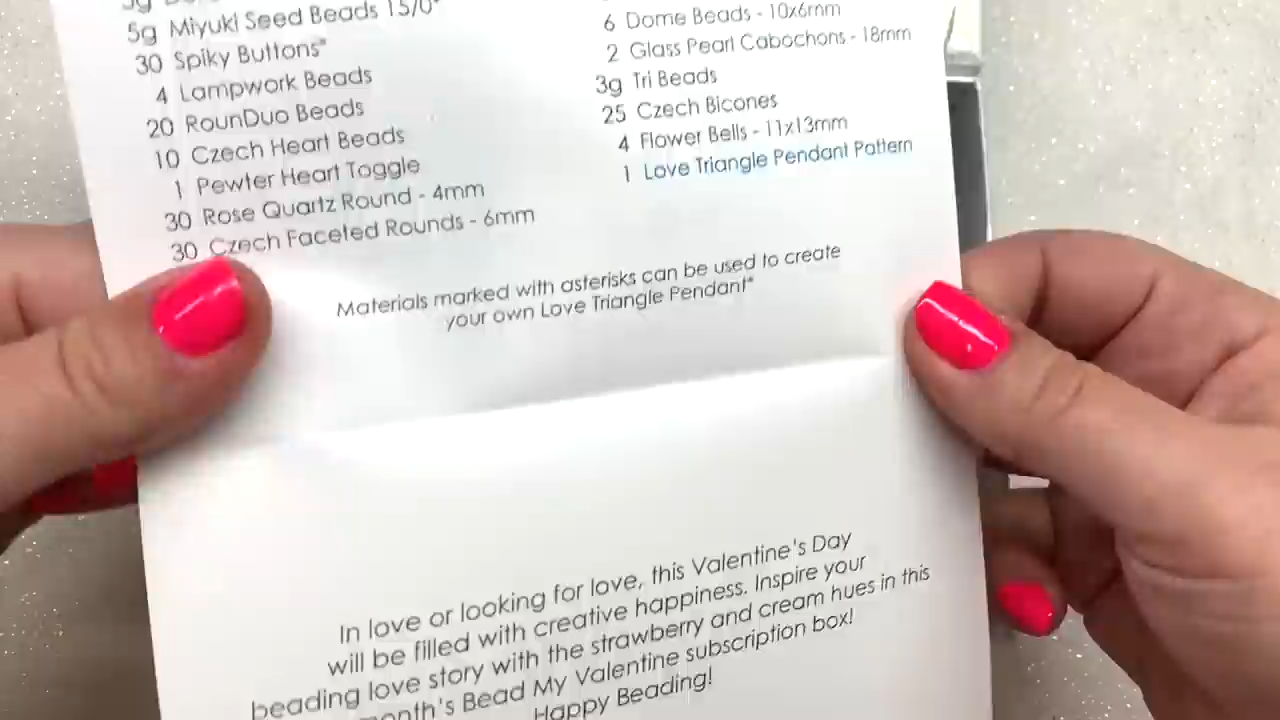 5g Miyuki Seed Beads 15/0*
30 Spiky Buttons*
4 Lampwork Beads
20 RounDuo Beads
10 Czech Heart Beads
1 Pewter Heart Toggle
30 Rose Quartz Round - 4mm
30 Czech Faceted Rounds - 6mm
6 Dome Beads - 10x6mm
2 Glass Pearl Cabochons - 18mm
3g Tri Beads
25 Czech Bicones
4 Flower Bells - 11x13mm
1 Love Triangle Pendant Pattern
Materials marked with asterisks can be used to create
your own Love Triangle Pendant*
In love or looking for love, this Valentine's Day
will be filled with creative happiness. Inspire your
beading love story with the strawberry and cream hues in this
month's Bead My Valentine subscription box!
Happy Beading!